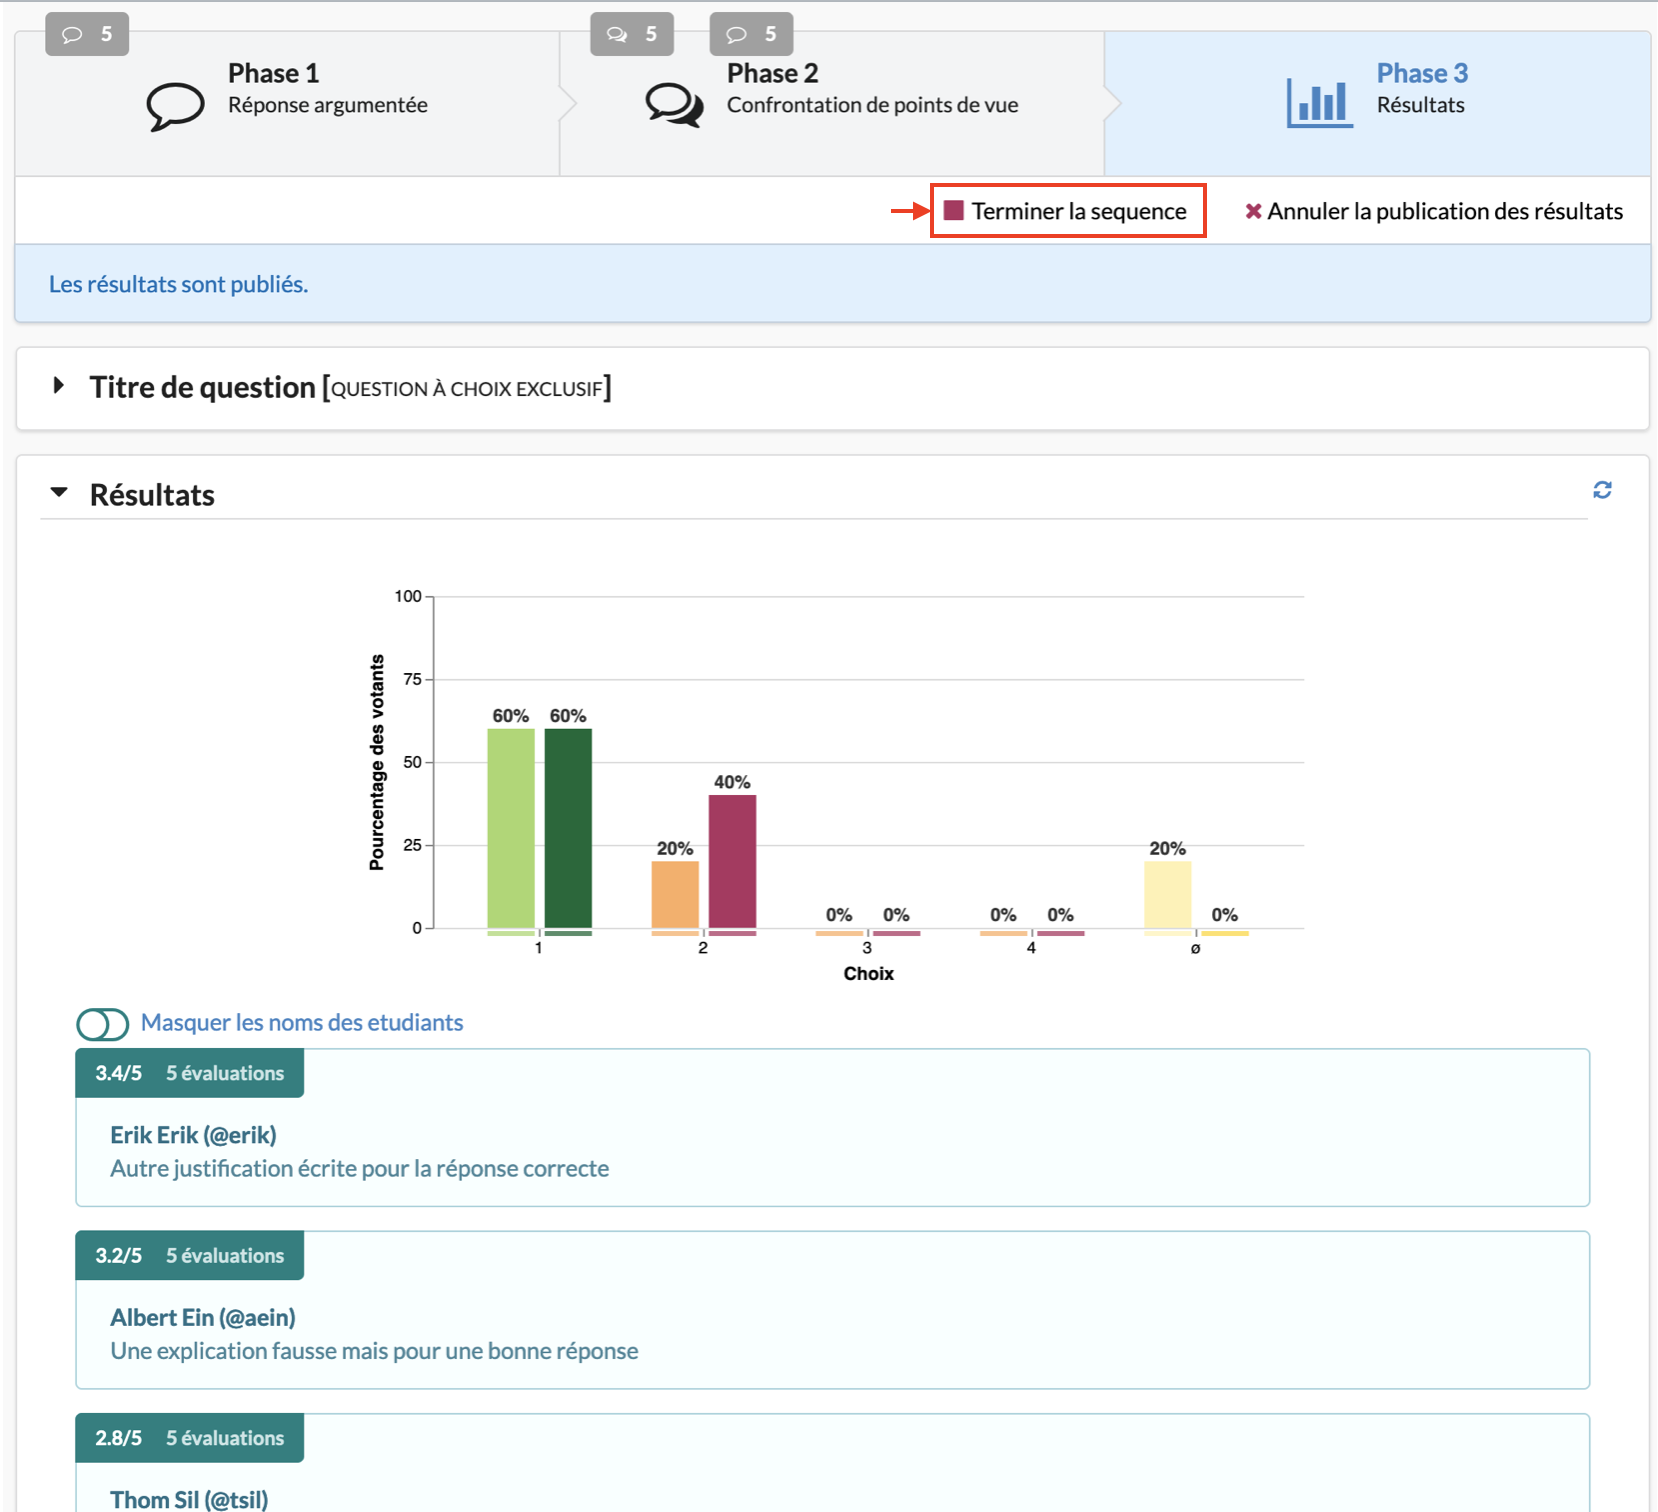 5
5
5
Phase 1
Réponse argumentée
Phase 2
Confrontation de points de vue
Phase 3
Résultats
Terminer la sequence
Annuler la publication des résultats
Les résultats sont publiés.
Titre de question [QUESTION À CHOIX EXCLUSIF]
Résultats
Pourcentage des votants
100
75
50
25
0
60% 60%
20% 40%
0% 0%
0% 0%
20% 0%
1 2 3 4 ø
Choix
Masquer les noms des etudiants
3.4/5 5 évaluations
Erik Erik (@erik)
Autre justification écrite pour la réponse correcte
3.2/5 5 évaluations
Albert Ein (@aein)
Une explication fausse mais pour une bonne réponse
2.8/5 5 évaluations
Thom Sil (@tsil)